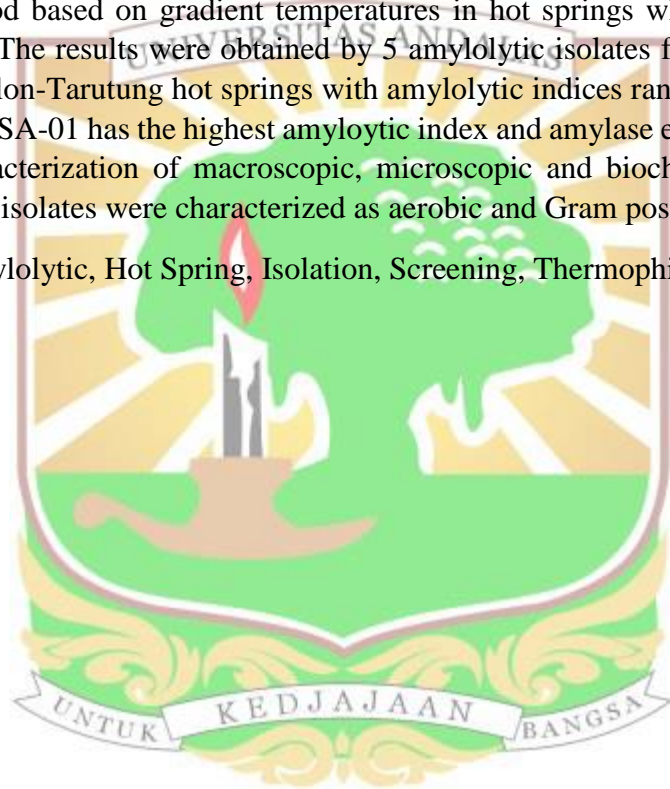 od based on gradient temperatures in hot springs wi
The results were obtained by 5 amylolytic isolates f
UNIVERSITAS ANDALAS
lon-Tarutung hot springs with amylolytic indices ran
SA-01 has the highest amyloytic index and amylase e
acterization of macroscopic, microscopic and bioch
isolates were characterized as aerobic and Gram pos
ylolytic, Hot Spring, Isolation, Screening, Thermophi
UNTUK KEDJAJAAN BANGSA